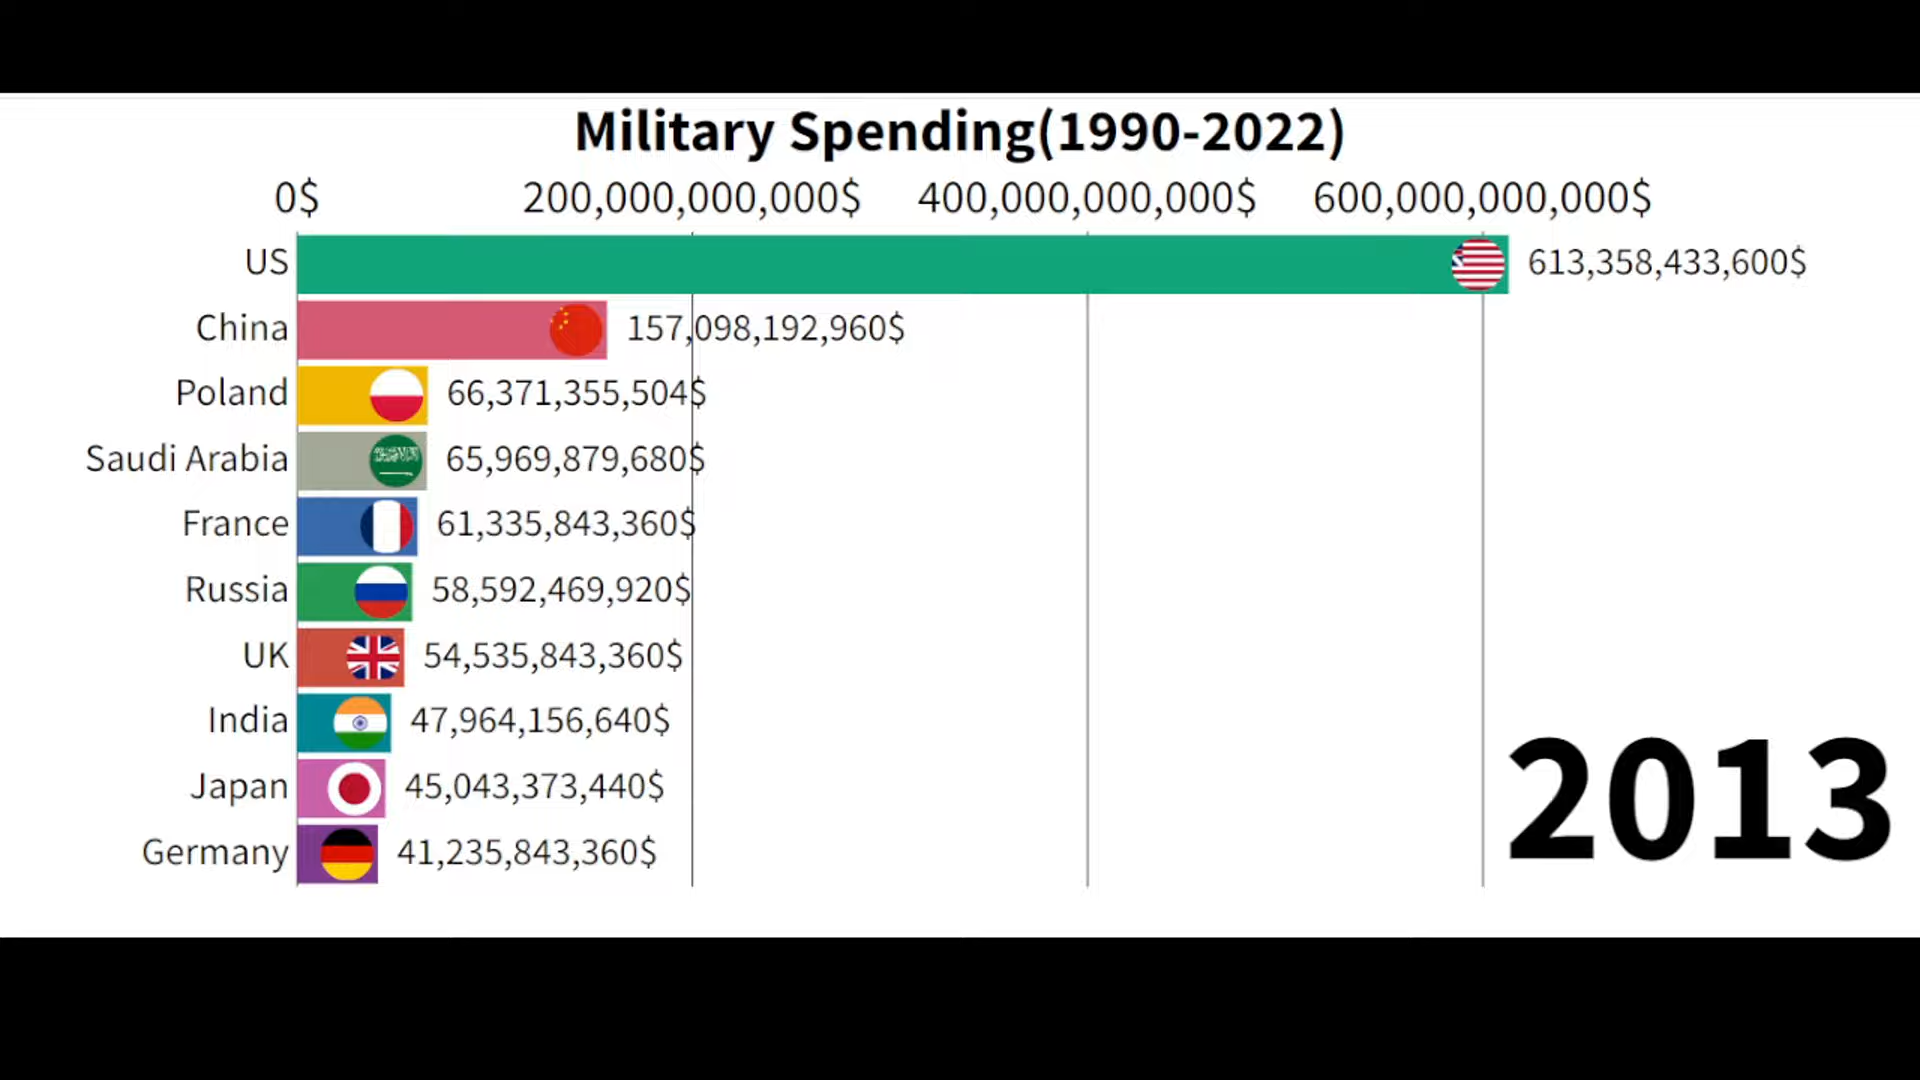 Military Spending(1990-2022)
0$ 200,000,000,000$ 400,000,000,000$ 600,000,000,000$
US 613,358,433,600$
China 157,098,192,960$
Poland 66,371,355,504$
Saudi Arabia 65,969,879,680$
France 61,335,843,360$
Russia 58,592,469,920$
UK 54,535,843,360$
India 47,964,156,640$
Japan 45,043,373,440$
Germany 41,235,843,360$
2013